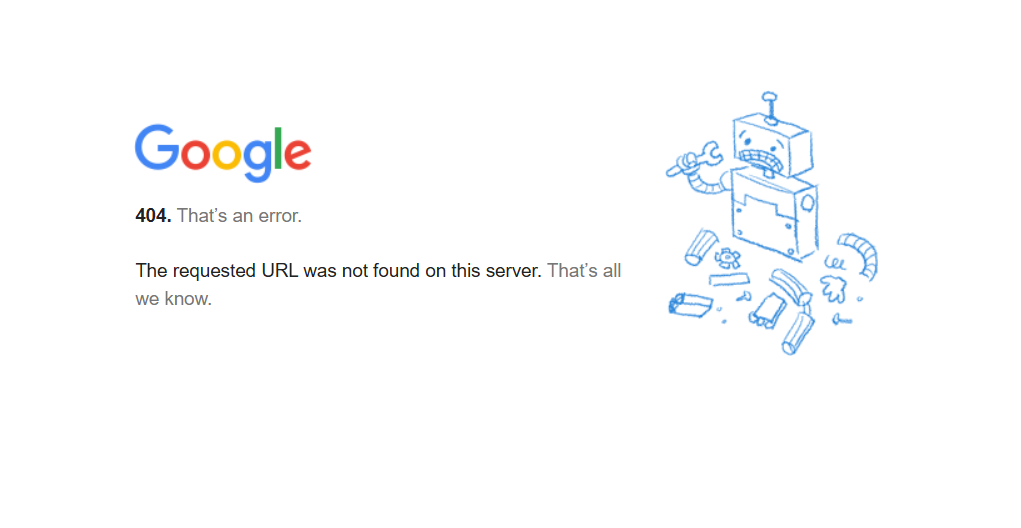 Google
404. That’s an error.
The requested URL was not found on this server. That’s all
we know.